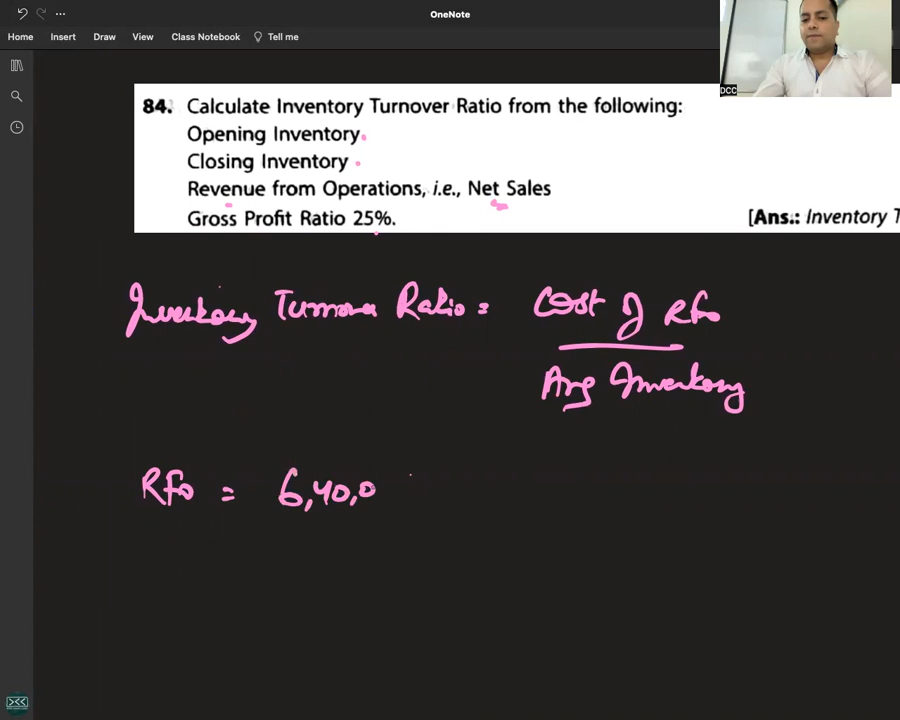 OneNote
Home Insert Draw View Class Notebook Tell me
DCC
84. Calculate Inventory Turnover Ratio from the following:
Opening Inventory
Closing Inventory
Revenue from Operations, i.e., Net Sales
Gross Profit Ratio 25%.
[Ans.: Inventory T
Inventory Turnover Ratio = Cost of Rfo
Avg Inventory
Rfo = 6,40,0